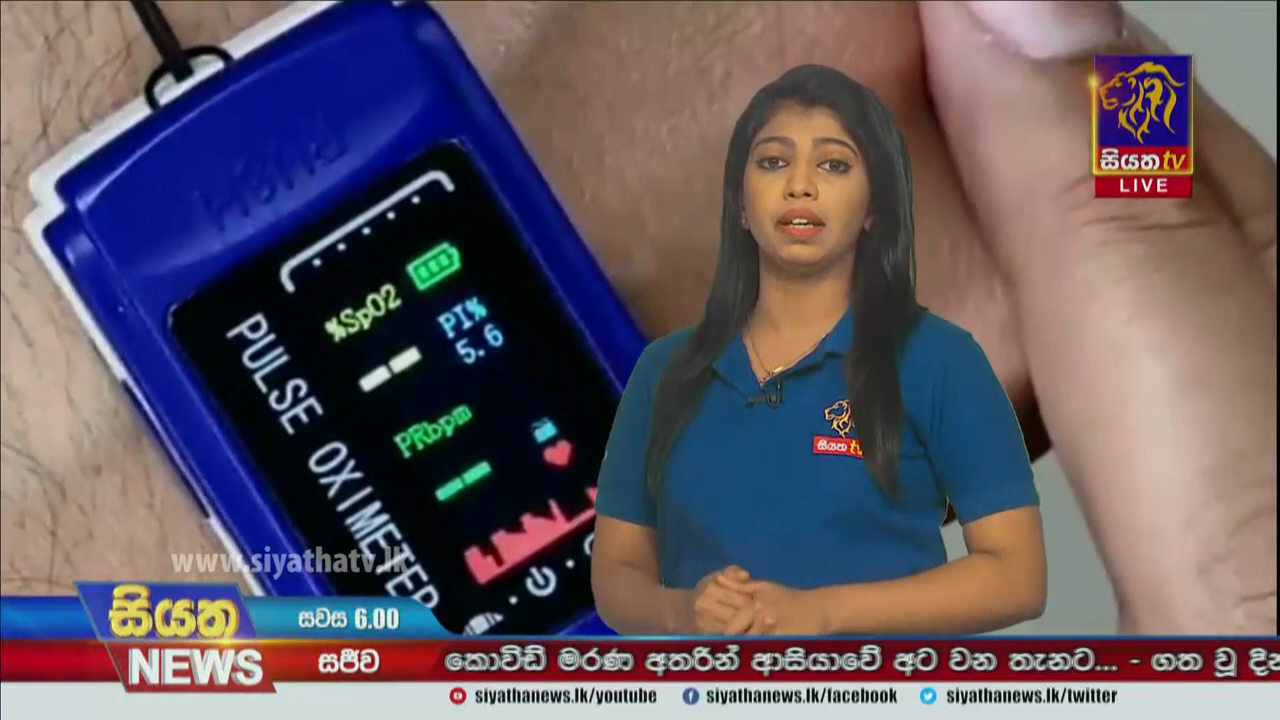 සියතtv
LIVE
%SpO2
PI%
5.6
PRbpm
PULSE OXIMETER
සියත tv
www.siyathatv.lk
සියත
NEWS
සවස 6.00
සජීව
කොවිඩ් මරණ අතරින් ආසියාවේ අට වන තැනට... - ගත වූ දින
siyathanews.lk/youtube
siyathanews.lk/facebook
siyathanews.lk/twitter